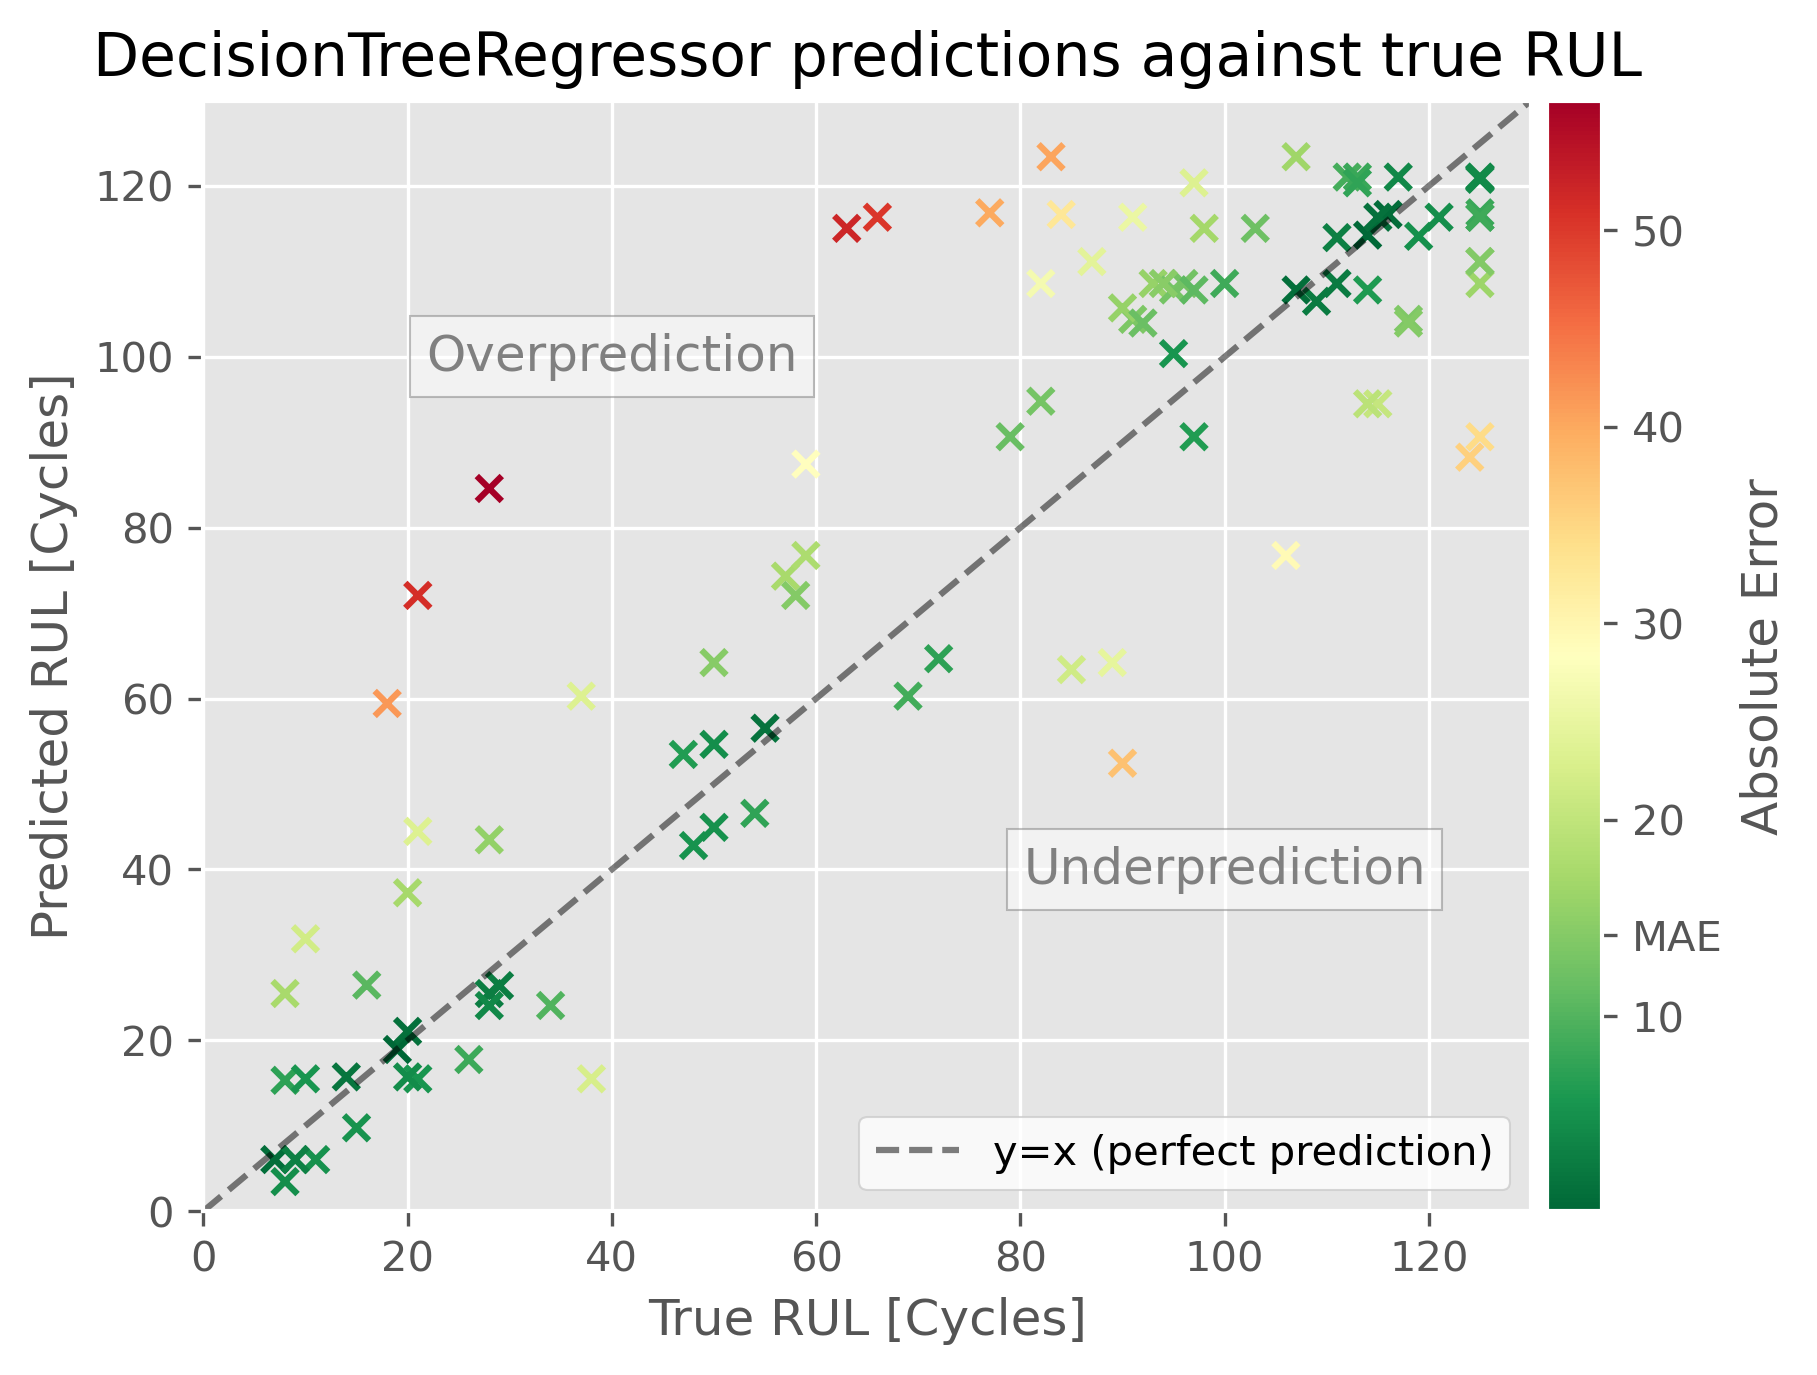 DecisionTreeRegressor predictions against true RUL
Predicted RUL [Cycles]
120
100
80
60
40
20
0
Overprediction
Underprediction
y=x (perfect prediction)
0 20 40 60 80 100 120
True RUL [Cycles]
50
40
30
20
MAE
10
Absolute Error